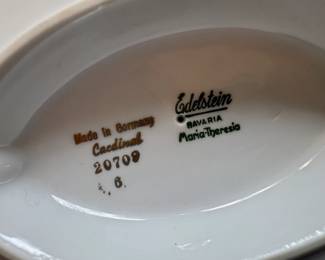 Made in Germany
Cardinal
20709
6.
Edelstein
BAVARIA
Maria-Theresia